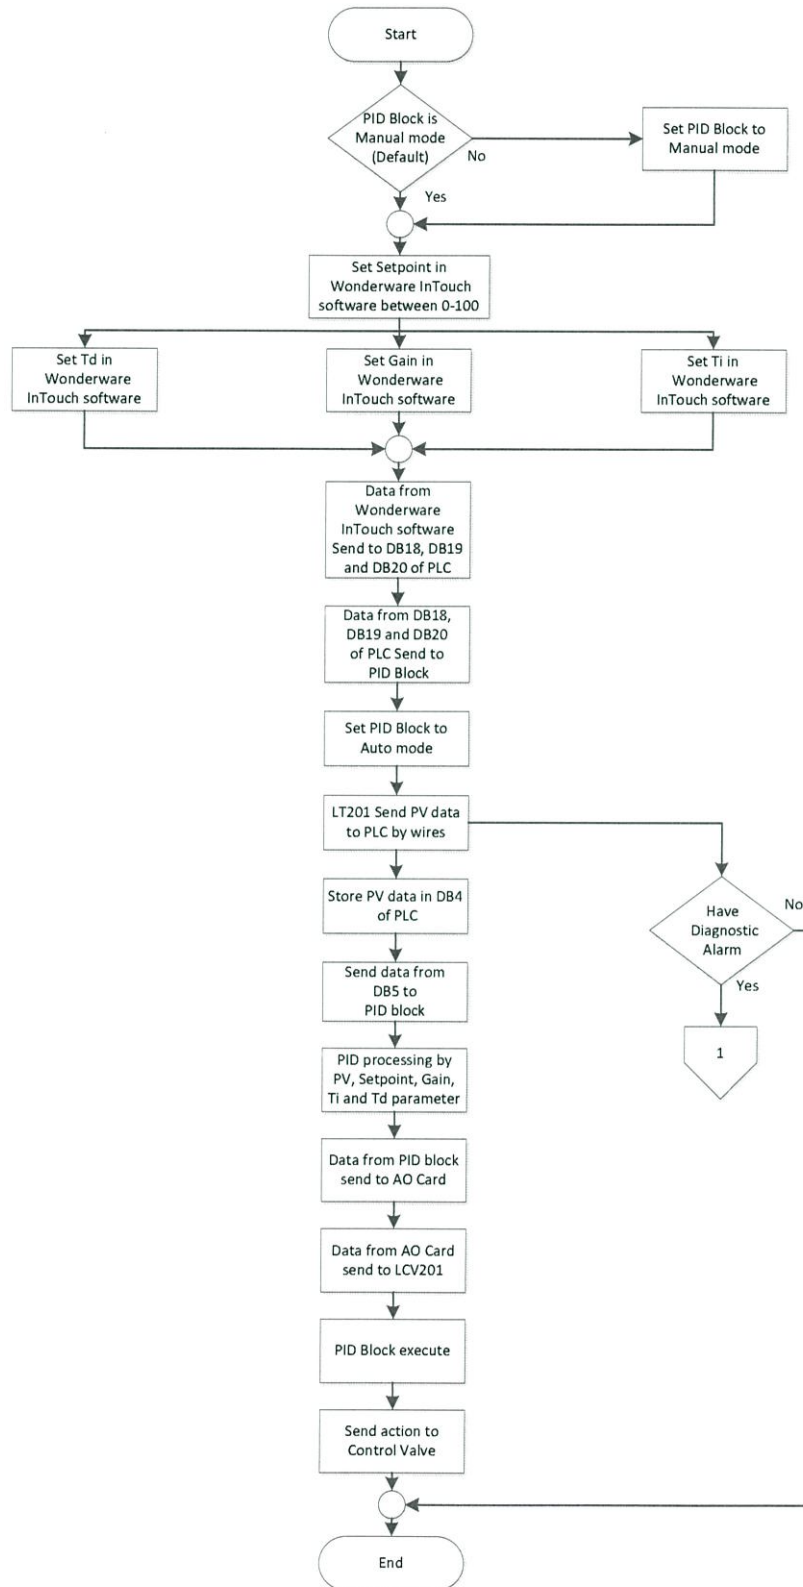 Start
PID Block is
Manual mode
(Default)
No
Set PID Block to
Manual mode
Yes
Set Setpoint in
Wonderware InTouch
software between 0-100
Set Td in
Wonderware
InTouch software
Set Gain in
Wonderware
InTouch software
Set Ti in
Wonderware
InTouch software
Data from
Wonderware
InTouch software
Send to DB18, DB19
and DB20 of PLC
Data from DB18,
DB19 and DB20
of PLC Send to
PID Block
Set PID Block to
Auto mode
LT201 Send PV data
to PLC by wires
Store PV data in DB4
of PLC
Have
Diagnostic
Alarm
No
Yes
1
Send data from
DB5 to
PID block
PID processing by
PV, Setpoint, Gain,
Ti and Td parameter
Data from PID block
send to AO Card
Data from AO Card
send to LCV201
PID Block execute
Send action to
Control Valve
End